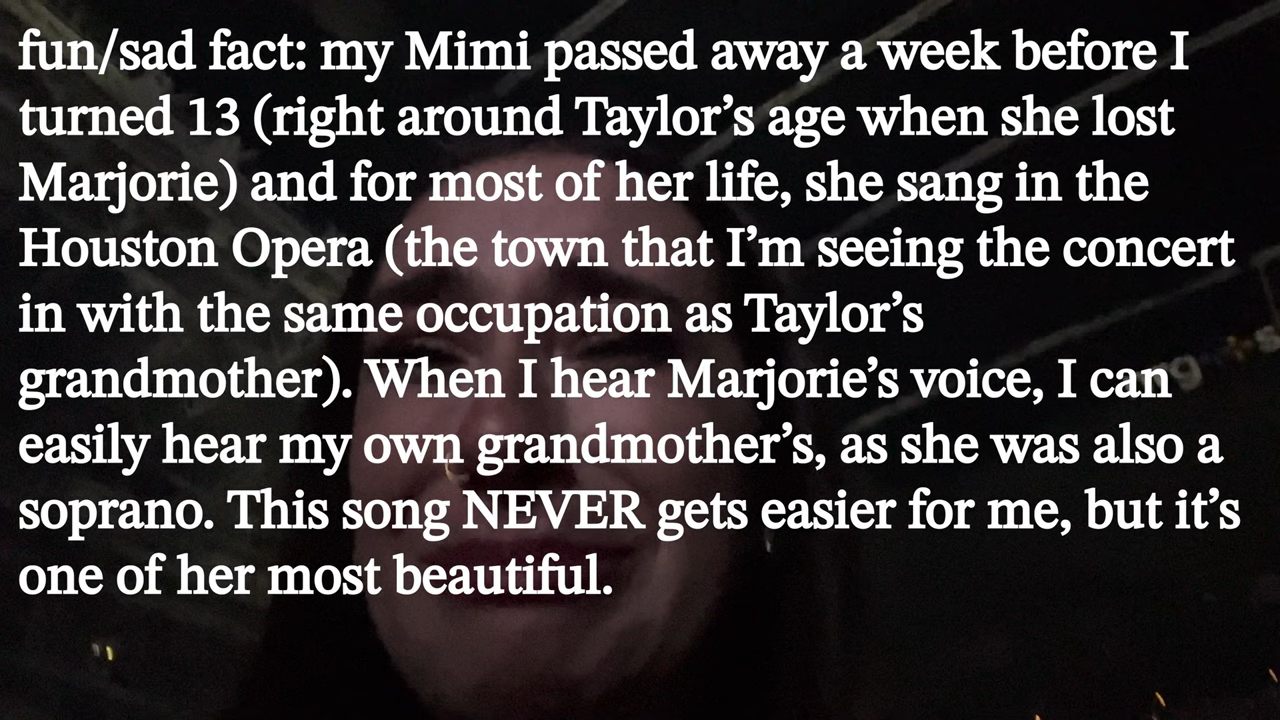 fun/sad fact: my Mimi passed away a week before I
turned 13 (right around Taylor’s age when she lost
Marjorie) and for most of her life, she sang in the
Houston Opera (the town that I’m seeing the concert
in with the same occupation as Taylor’s
grandmother). When I hear Marjorie’s voice, I can
easily hear my own grandmother’s, as she was also a
soprano. This song NEVER gets easier for me, but it’s
one of her most beautiful.